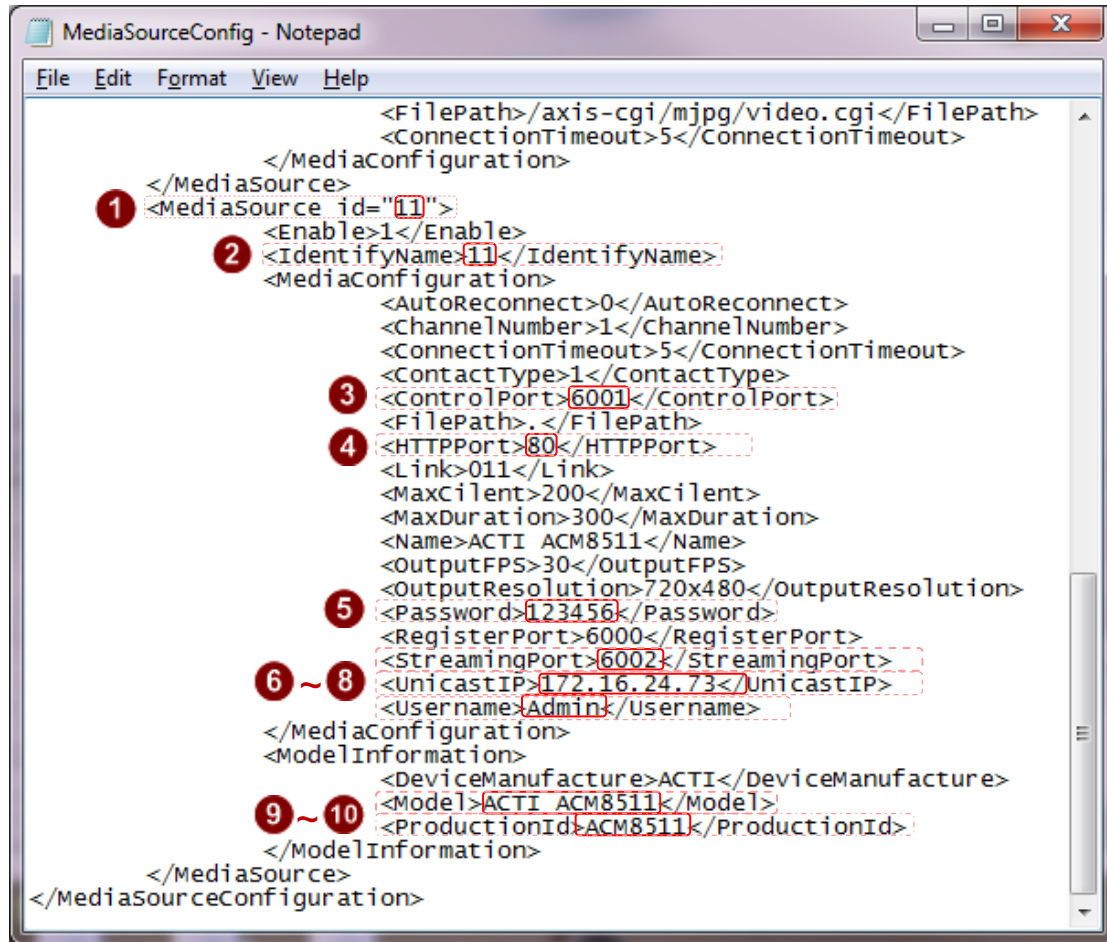 MediaSourceConfig - Notepad
File Edit Format View Help
<FilePath>/axis-cgi/mjpg/video.cgi</FilePath>
<ConnectionTimeout>5</ConnectionTimeout>
</MediaConfiguration>
</MediaSource>
1 <MediaSource id="11">
<Enable>1</Enable>
2 <IdentifyName>11</IdentifyName>
<MediaConfiguration>
<AutoReconnect>0</AutoReconnect>
<ChannelNumber>1</ChannelNumber>
<ConnectionTimeout>5</ConnectionTimeout>
<ContactType>1</ContactType>
3 <ControlPort>6001</ControlPort>
<FilePath>.</FilePath>
4 <HTTPPort>80</HTTPPort>
<Link>011</Link>
<MaxCilent>200</MaxCilent>
<MaxDuration>300</MaxDuration>
<Name>ACTI ACM8511</Name>
<OutputFPS>30</OutputFPS>
<OutputResolution>720x480</OutputResolution>
5 <Password>123456</Password>
<RegisterPort>6000</RegisterPort>
<StreamingPort>6002</StreamingPort>
6 ~ 8 <UnicastIP>172.16.24.73</UnicastIP>
<Username>Admin</Username>
</MediaConfiguration>
<ModelInformation>
<DeviceManufacture>ACTI</DeviceManufacture>
9 ~ 10 <Model>ACTI ACM8511</Model>
<ProductionId>ACM8511</ProductionId>
</ModelInformation>
</MediaSource>
</MediaSourceConfiguration>